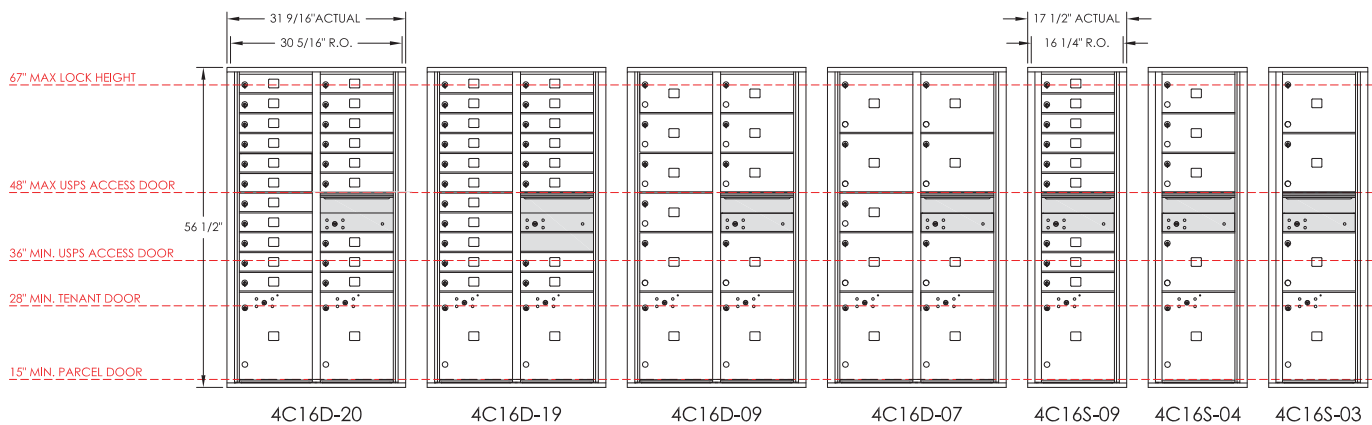 31 9/16"ACTUAL
30 5/16" R.O.
17 1/2" ACTUAL
16 1/4" R.O.
67" MAX LOCK HEIGHT
48" MAX USPS ACCESS DOOR
56 1/2"
36" MIN. USPS ACCESS DOOR
28" MIN. TENANT DOOR
15" MIN. PARCEL DOOR
4C16D-20
4C16D-19
4C16D-09
4C16D-07
4C16S-09
4C16S-04
4C16S-03